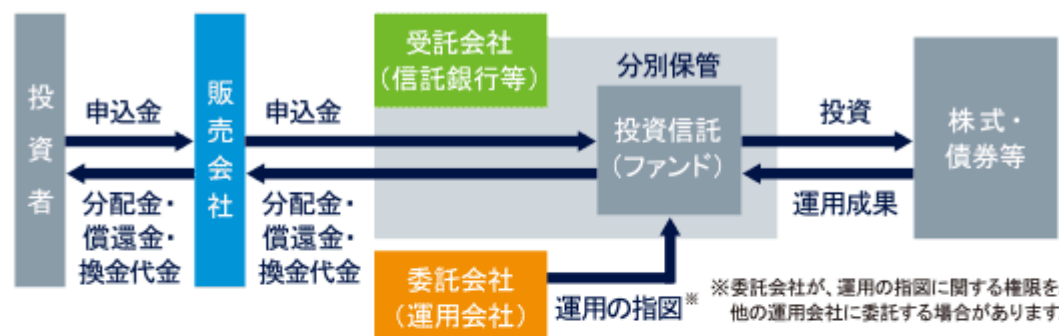 投資者
申込金
分配金・
償還金・
換金代金
販売会社
申込金
分配金・
償還金・
換金代金
受託会社
（信託銀行等）
分別保管
投資信託
（ファンド）
委託会社
（運用会社）
運用の指図※
投資
運用成果
株式・
債券等
※委託会社が、運用の指図に関する権限を
他の運用会社に委託する場合があります